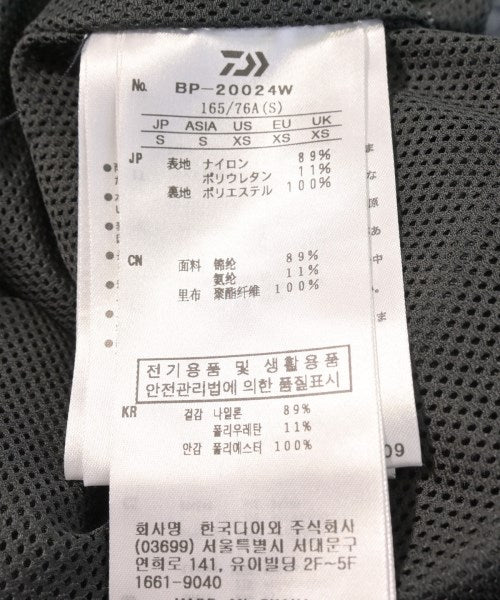 No. BP-20024W
165/76A(S)
JP ASIA US EU UK
S S XS XS XS
JP 表地 ナイロン 89%
ポリウレタン 11%
裏地 ポリエステル 100%
CN 面料 锦纶 89%
氨纶 11%
里布 聚酯纤维 100%
전기용품 및 생활용품
안전관리법에 의한 품질표시
KR 겉감 나일론 89%
폴리우레탄 11%
안감 폴리에스터 100%
09
회사명 한국다이와 주식회사
(03699) 서울특별시 서대문구
연희로 141, 유이빌딩 2F~5F
1661-9040